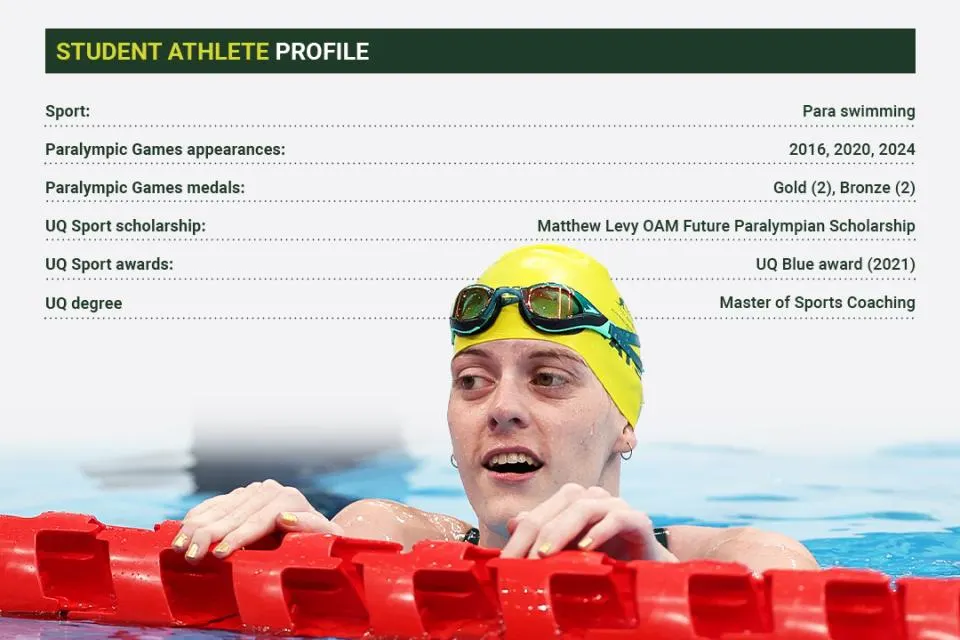 STUDENT ATHLETE PROFILE
Sport: Para swimming
Paralympic Games appearances: 2016, 2020, 2024
Paralympic Games medals: Gold (2), Bronze (2)
UQ Sport scholarship: Matthew Levy OAM Future Paralympian Scholarship
UQ Sport awards: UQ Blue award (2021)
UQ degree Master of Sports Coaching